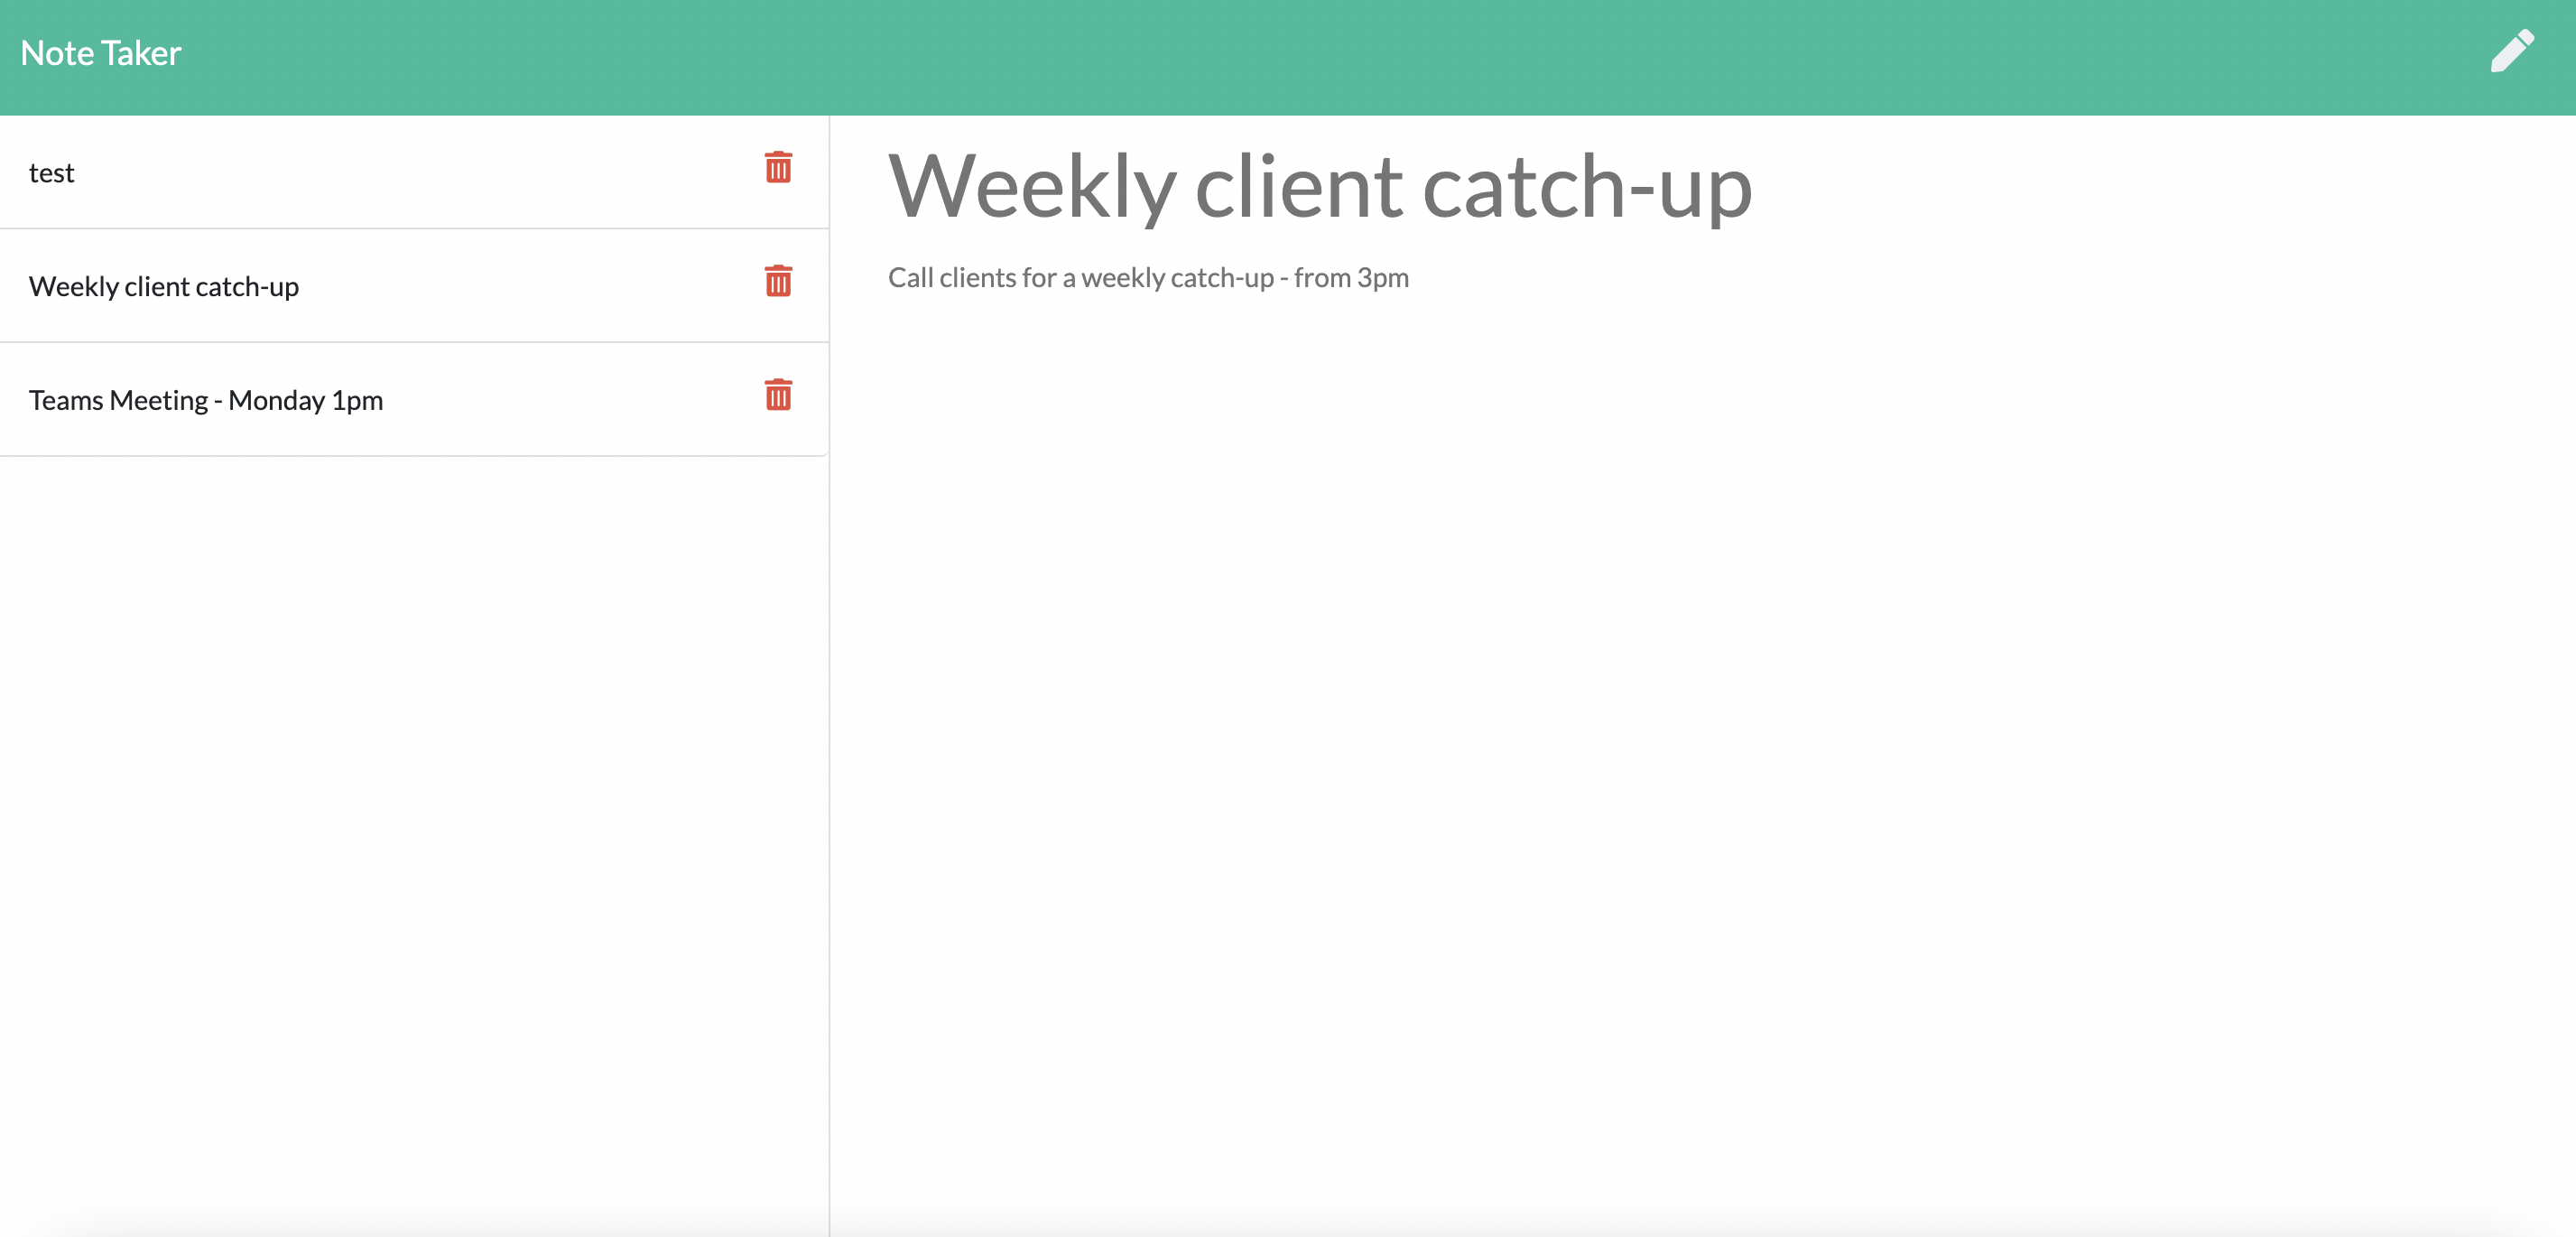 Note Taker
test
Weekly client catch-up
Teams Meeting - Monday 1pm
Weekly client catch-up
Call clients for a weekly catch-up - from 3pm